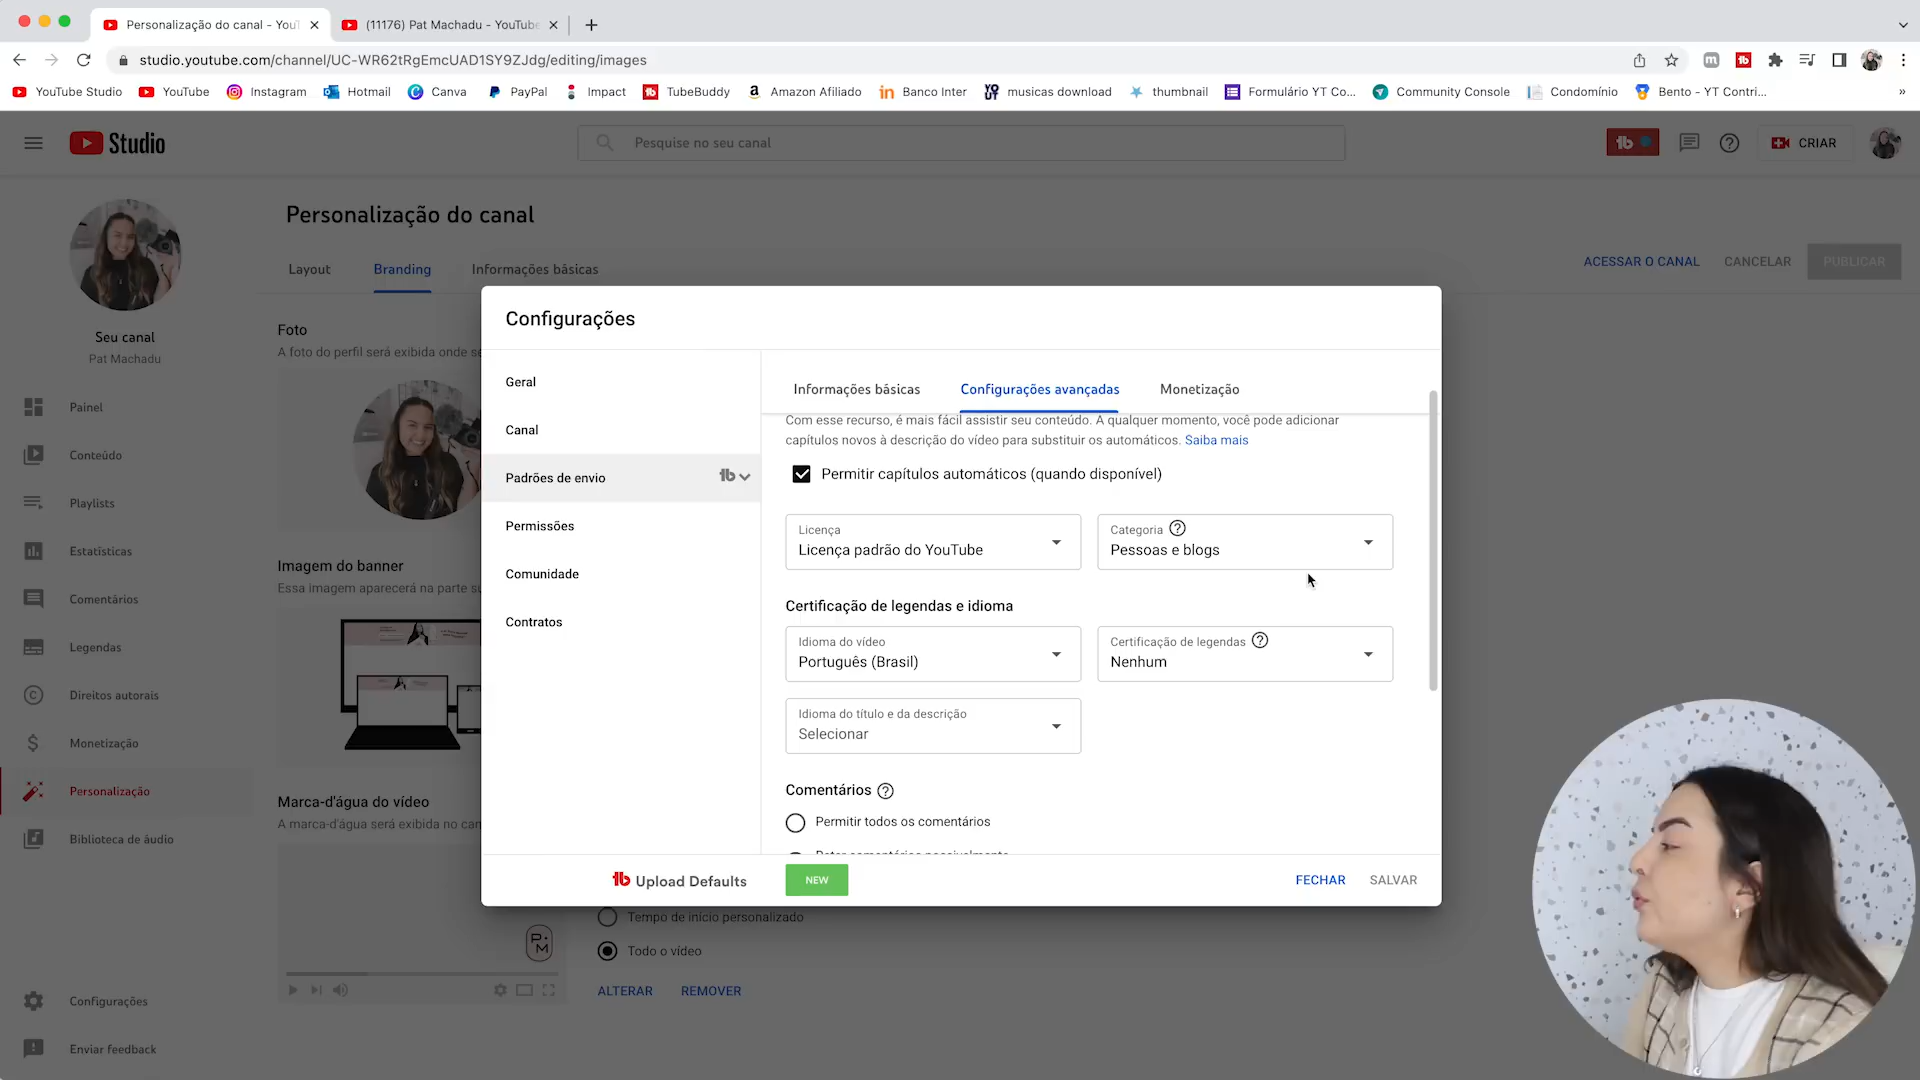 Personalização do canal - You
(11176) Pat Machadu - YouTube
studio.youtube.com/channel/UC-WR62tRgEmcUAD1SY9ZJdg/editing/images
YouTube Studio
YouTube
Instagram
Hotmail
Canva
PayPal
Impact
TubeBuddy
Amazon Afiliado
Banco Inter
musicas download
thumbnail
Formulário YT Co...
Community Console
Condomínio
Bento - YT Contri...
»
Studio
Pesquise no seu canal
CRIAR
Personalização do canal
Layout
Branding
Informações básicas
ACESSAR O CANAL
CANCELAR
PUBLICAR
Seu canal
Pat Machadu
Painel
Conteúdo
Playlists
Estatísticas
Comentários
Legendas
Direitos autorais
Monetização
Personalização
Biblioteca de áudio
Configurações
Enviar feedback
Foto
A foto do perfil será exibida onde se
Imagem do banner
Essa imagem aparecerá na parte su
Marca-d'água do vídeo
A marca-d'água será exibida no can
Configurações
Geral
Canal
Padrões de envio
Permissões
Comunidade
Contratos
Informações básicas
Configurações avançadas
Monetização
Com esse recurso, é mais fácil assistir seu conteúdo. A qualquer momento, você pode adicionar
capítulos novos à descrição do vídeo para substituir os automáticos. Saiba mais
Permitir capítulos automáticos (quando disponível)
Licença
Licença padrão do YouTube
Categoria
Pessoas e blogs
Certificação de legendas e idioma
Idioma do vídeo
Português (Brasil)
Certificação de legendas
Nenhum
Idioma do título e da descrição
Selecionar
Comentários
Permitir todos os comentários
Upload Defaults
NEW
FECHAR
SALVAR
Tempo de início personalizado
Todo o vídeo
ALTERAR
REMOVER